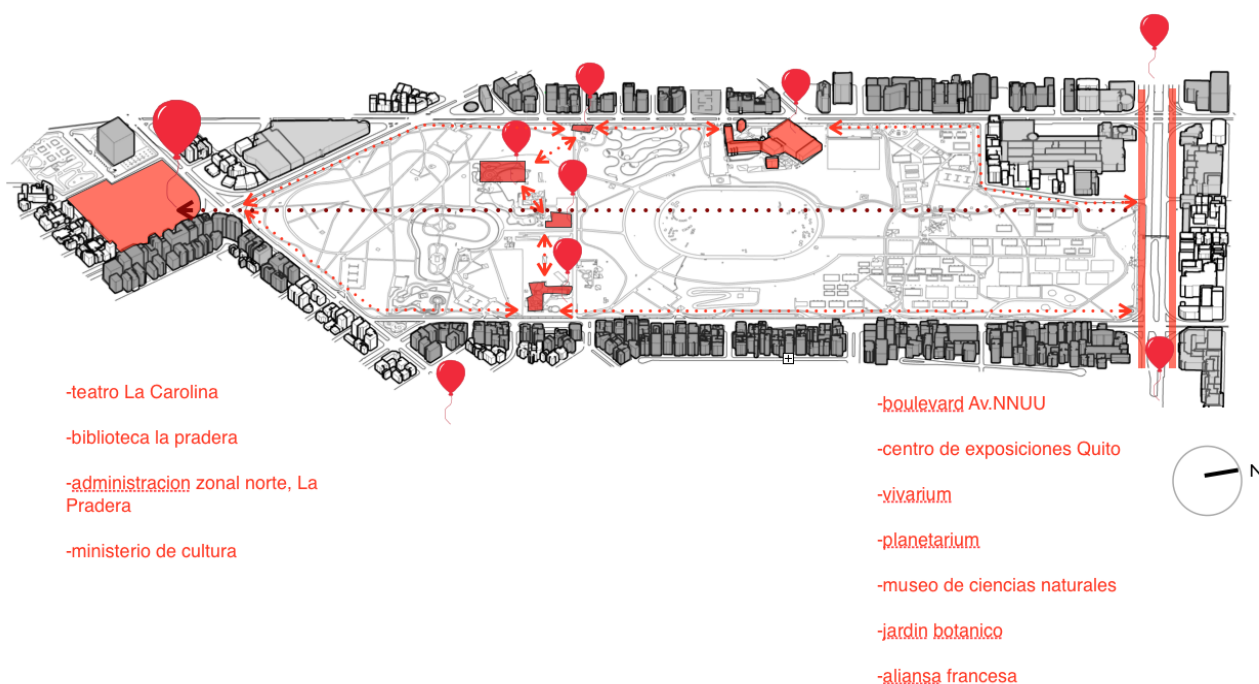 -teatro La Carolina
-biblioteca la pradera
-administracion zonal norte, La
Pradera
-ministerio de cultura
-boulevard Av.NNUU
-centro de exposiciones Quito
-vivarium
-planetarium
-museo de ciencias naturales
-jardin botanico
-aliansa francesa
N